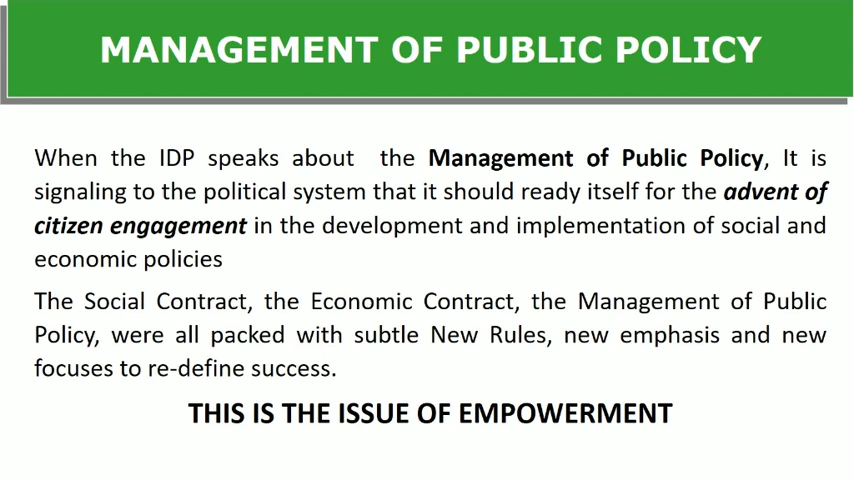 MANAGEMENT OF PUBLIC POLICY
When the IDP speaks about the Management of Public Policy, It is
signaling to the political system that it should ready itself for the advent of
citizen engagement in the development and implementation of social and
economic policies
The Social Contract, the Economic Contract, the Management of Public
Policy, were all packed with subtle New Rules, new emphasis and new
focuses to re-define success.
THIS IS THE ISSUE OF EMPOWERMENT